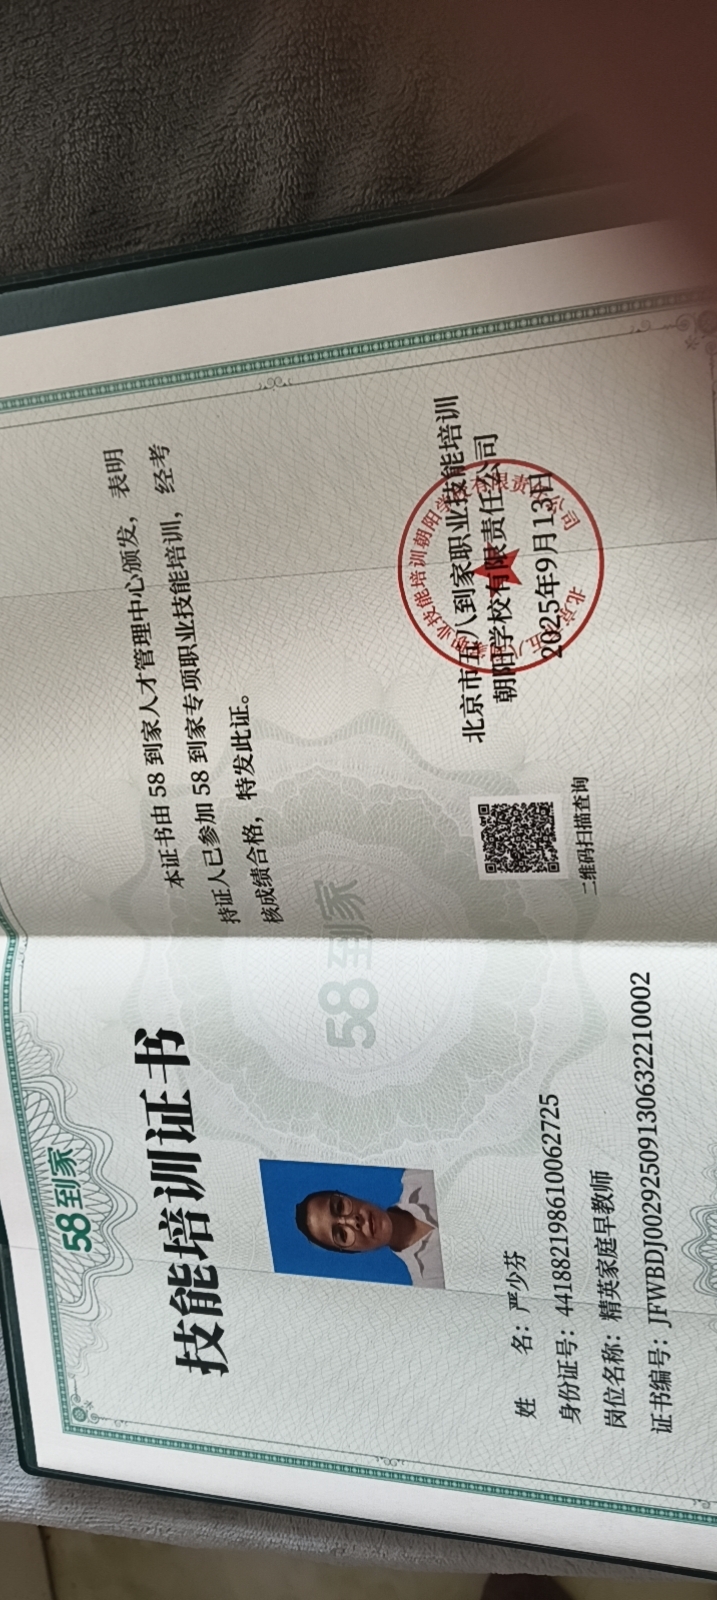 58到家
技能培训证书
姓 名：严少芬
身份证号：441882198610062725
岗位名称：精英家庭早教师
证书编号：JFWBDJ00292509130632210002
58到家
本证书由 58 到家人才管理中心颁发，表明
持证人已参加 58 到家专项职业技能培训，经考
核成绩合格，特发此证。
二维码扫描查询
北京市五八到家职业技能培训
朝阳学校有限责任公司
2025年9月13日